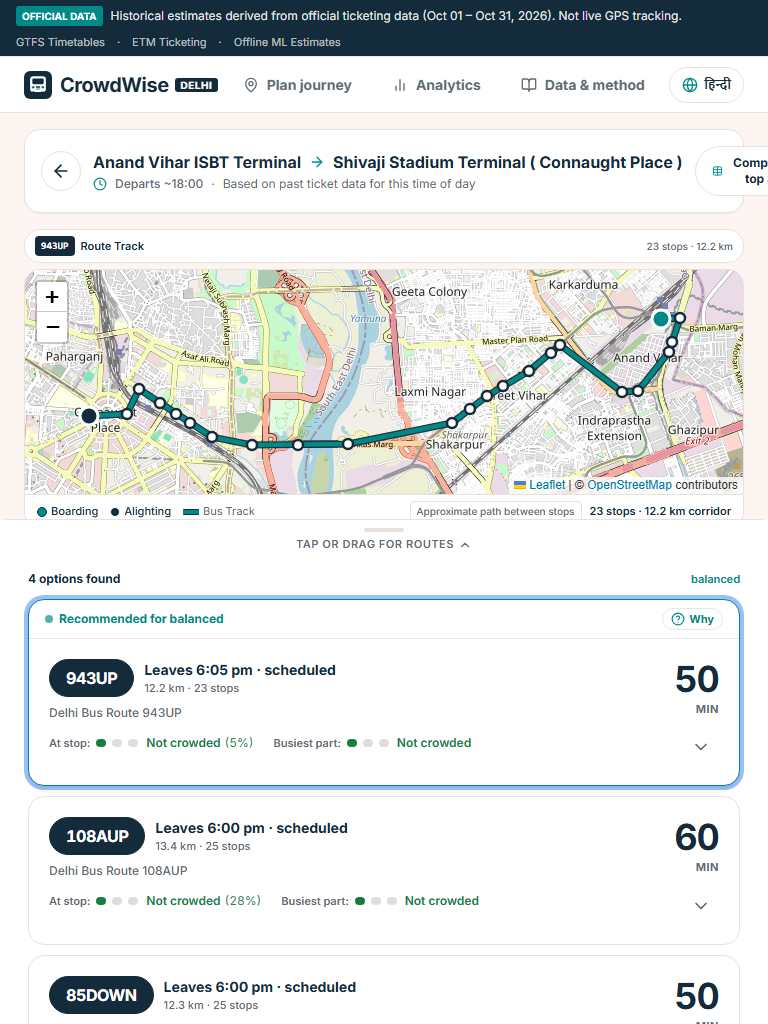 OFFICIAL DATA Historical estimates derived from official ticketing data (Oct 01 – Oct 31, 2026). Not live GPS tracking.
GTFS Timetables · ETM Ticketing · Offline ML Estimates
CrowdWise DELHI Plan journey Analytics Data & method हिन्दी
Anand Vihar ISBT Terminal → Shivaji Stadium Terminal ( Connaught Place )
Departs ~18:00 · Based on past ticket data for this time of day
top
943UP Route Track 23 stops · 12.2 km
+
−
Netaji Subhash Marg
Geeta Colony
Karkarduma
Yamuna
Delhi
Paharganj
Asaf Ali Road
Master Plan Road
Baman Marg
Anand
South East Delhi
Laxmi Nagar
Vihar
Place
Shakarpur
Shakarpur
Marg
Indraprastha
Extension
Ghazipur
Exit 2
Leaflet | © OpenStreetMap contributors
Boarding Alighting Bus Track Approximate path between stops 23 stops · 12.2 km corridor
TAP OR DRAG FOR ROUTES
4 options found balanced
Recommended for balanced Why
943UP Leaves 6:05 pm · scheduled 50
12.2 km · 23 stops MIN
Delhi Bus Route 943UP
At stop: Not crowded (5%) Busiest part: Not crowded
108AUP Leaves 6:00 pm · scheduled 60
13.4 km · 25 stops MIN
Delhi Bus Route 108AUP
At stop: Not crowded (28%) Busiest part: Not crowded
85DOWN Leaves 6:00 pm · scheduled 50
12.3 km · 25 stops